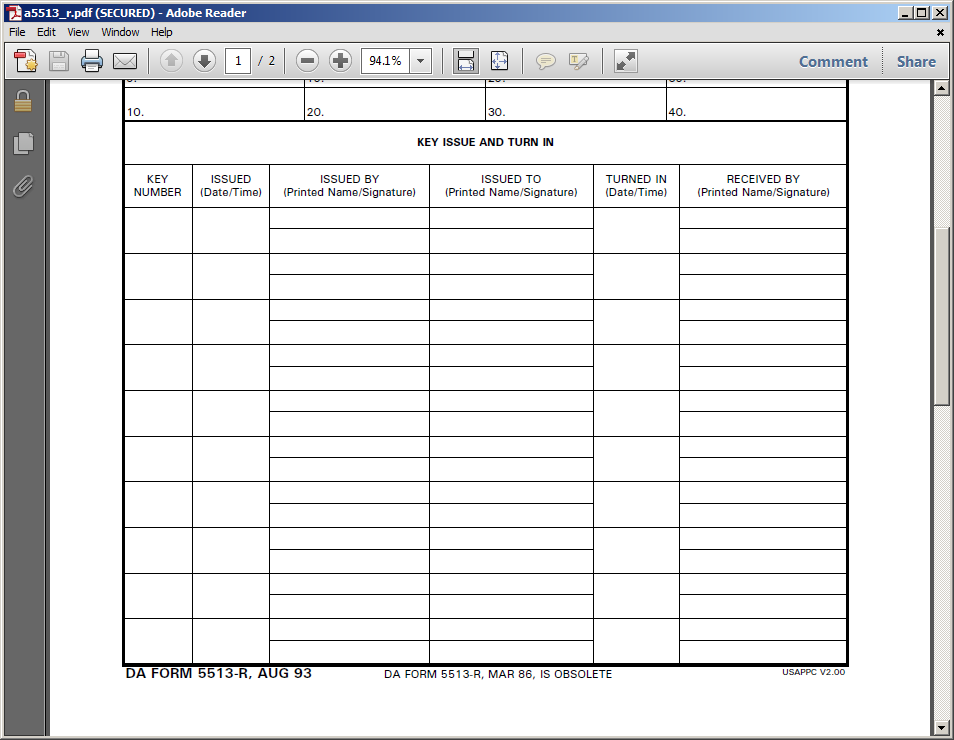 a5513_r.pdf (SECURED) - Adobe Reader
File Edit View Window Help
1 / 2 94.1% Comment Share
10. 20. 30. 40.
KEY ISSUE AND TURN IN
KEY NUMBER
ISSUED (Date/Time)
ISSUED BY (Printed Name/Signature)
ISSUED TO (Printed Name/Signature)
TURNED IN (Date/Time)
RECEIVED BY (Printed Name/Signature)
DA FORM 5513-R, AUG 93 DA FORM 5513-R, MAR 86, IS OBSOLETE USAPPC V2.00